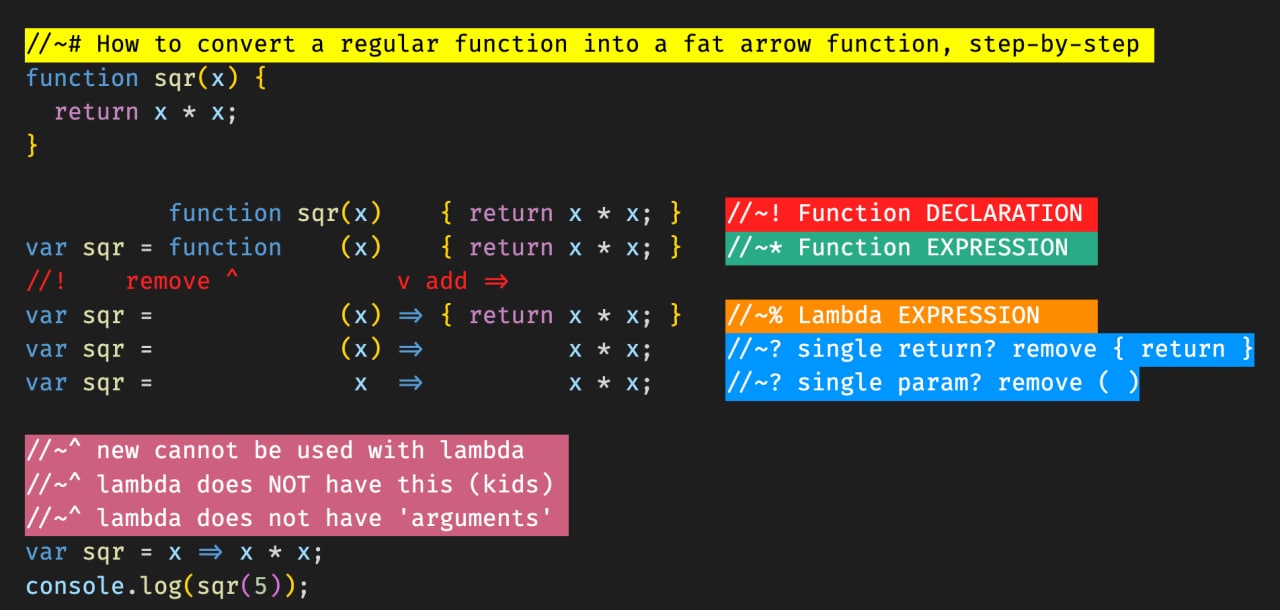 //~# How to convert a regular function into a fat arrow function, step-by-step
function sqr(x) {
  return x * x;
}

          function sqr(x)    { return x * x; }   //~! Function DECLARATION
var sqr = function    (x)    { return x * x; }   //~* Function EXPRESSION
//!    remove ^           v add =>
var sqr =             (x) => { return x * x; }   //~% Lambda EXPRESSION
var sqr =             (x) =>          x * x;     //~? single return? remove { return }
var sqr =              x  =>          x * x;     //~? single param? remove ( )

//~^ new cannot be used with lambda
//~^ lambda does NOT have this (kids)
//~^ lambda does not have 'arguments'
var sqr = x => x * x;
console.log(sqr(5));